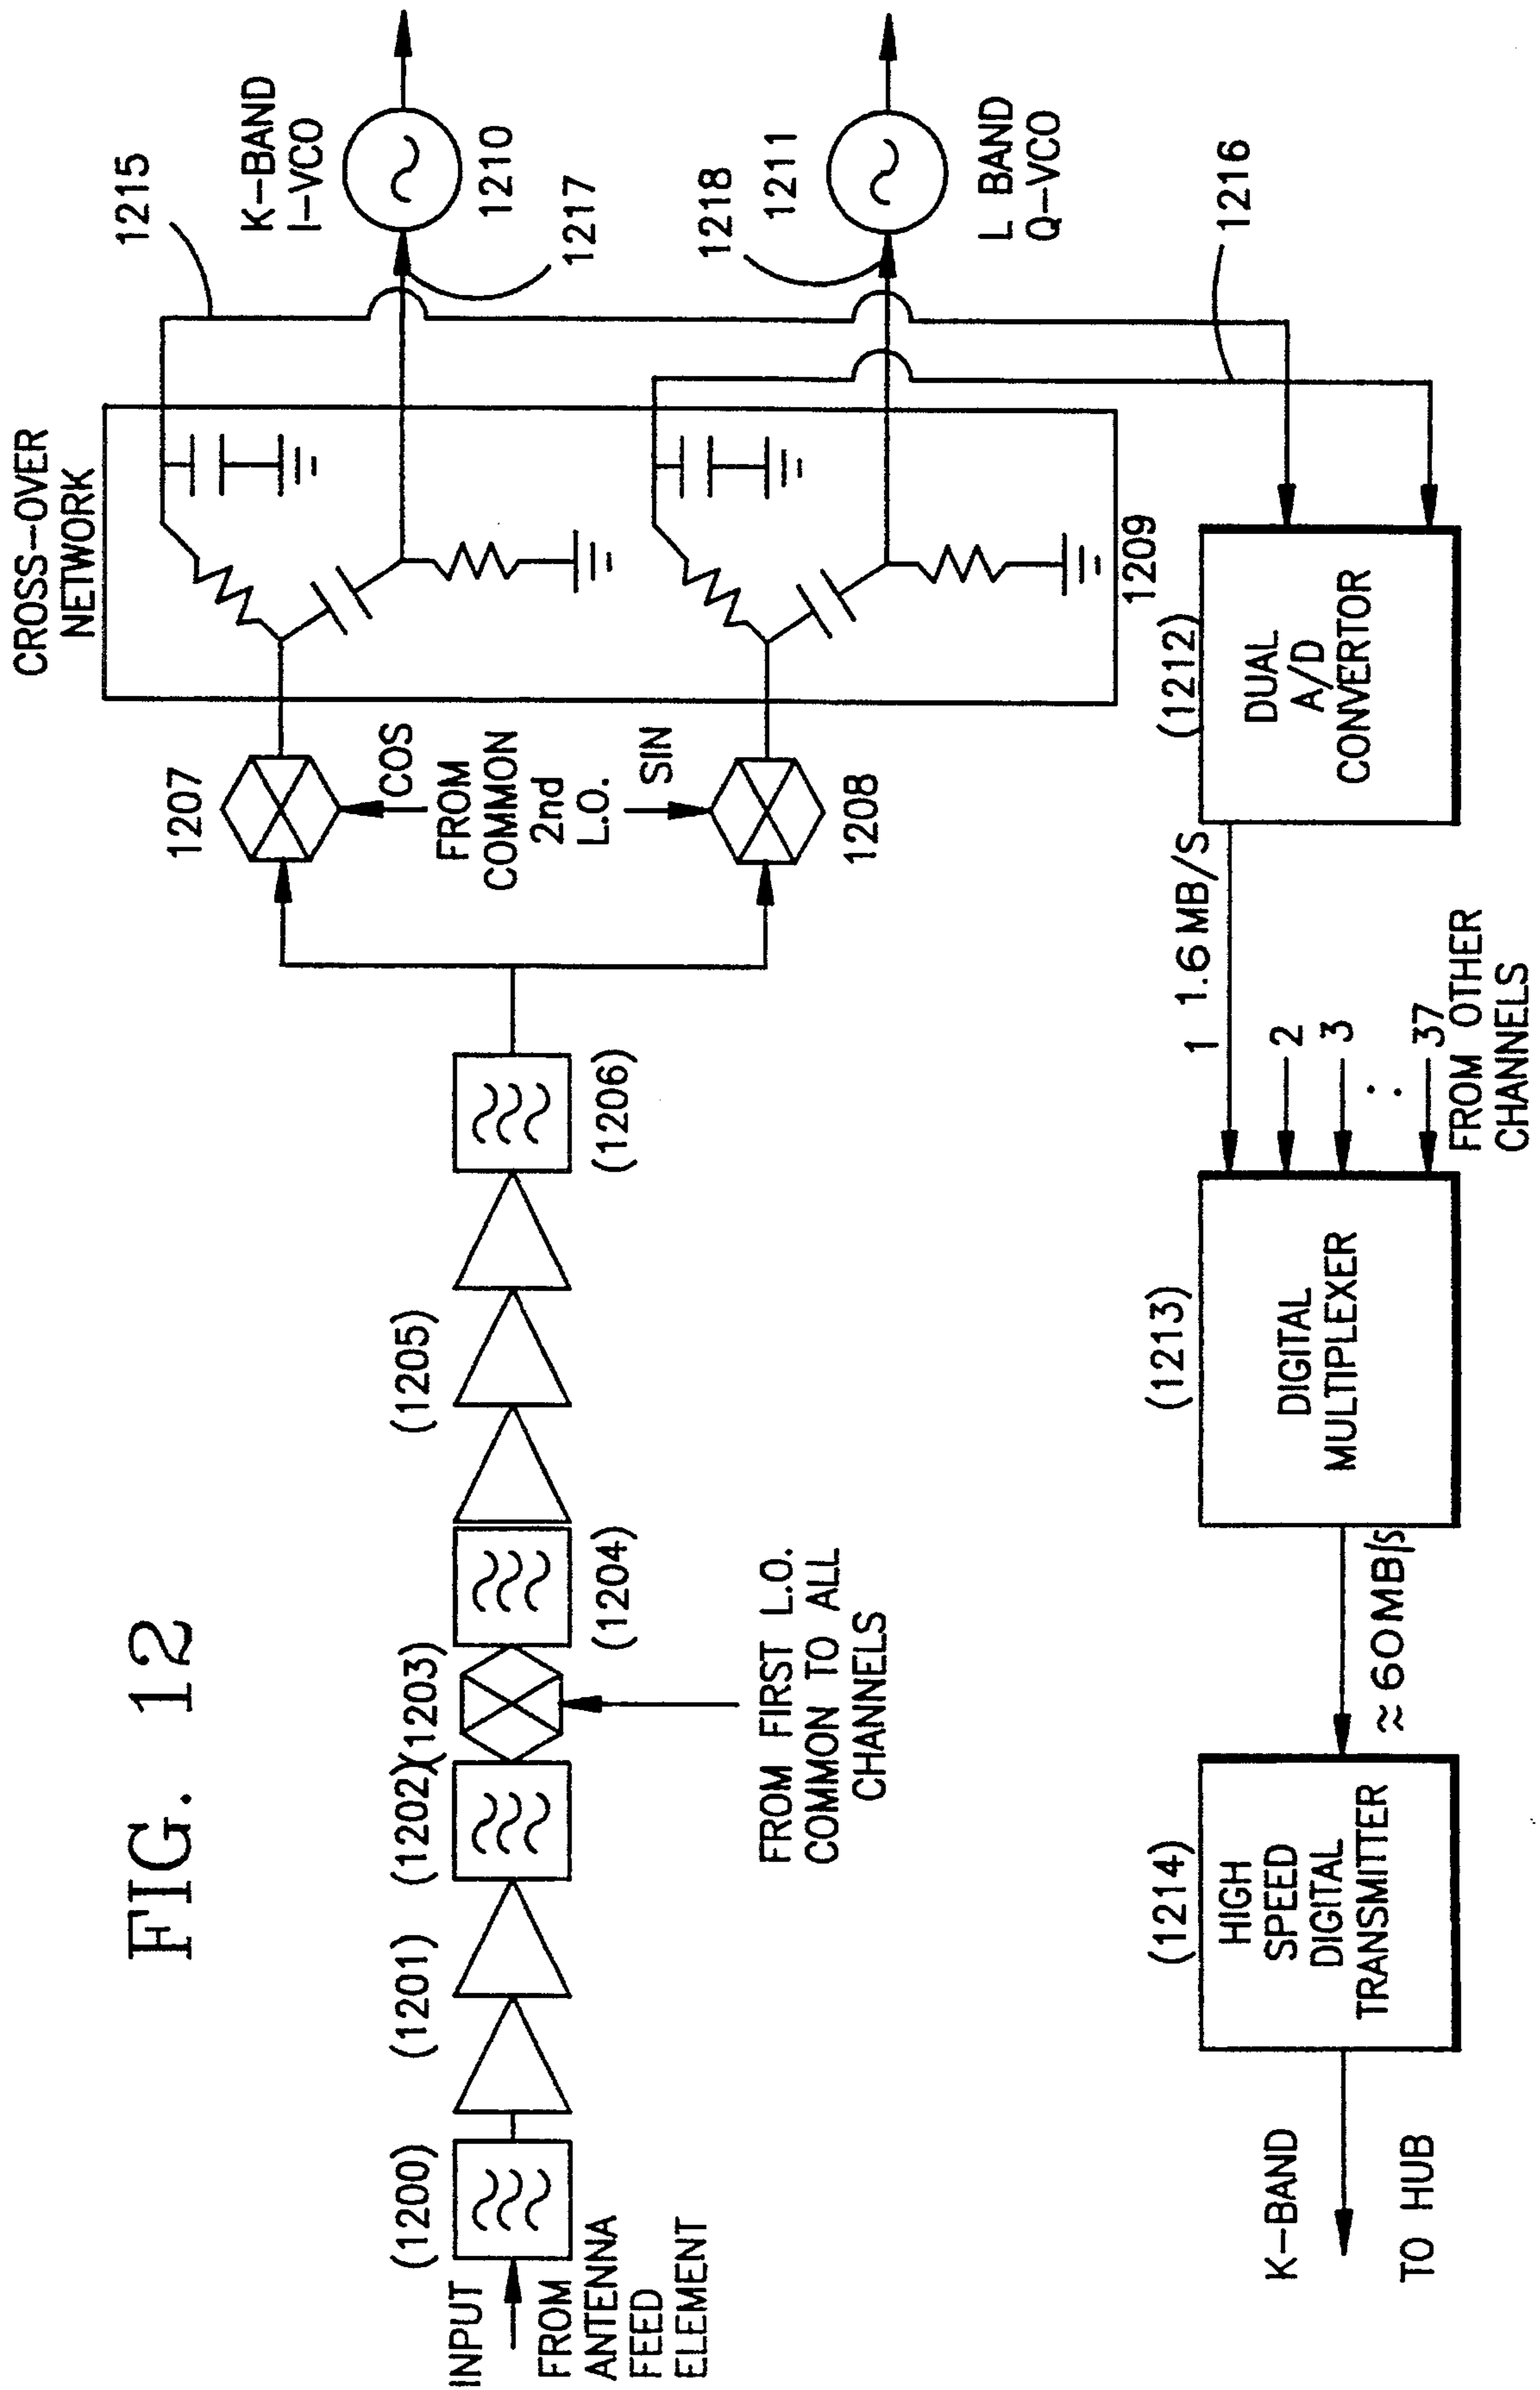 FIG. 12
INPUT
FROM
ANTENNA
FEED
ELEMENT
(1200)
(1201)
(1202)
(1203)
FROM FIRST L.O.
COMMON TO ALL
CHANNELS
(1204)
(1205)
(1206)
1207
COS
FROM
COMMON
2nd
L.O.
SIN
1208
CROSS-OVER
NETWORK
1209
1215
K-BAND
I-VCO
1210
1217
1218
1211
L BAND
Q-VCO
1216
(1212)
DUAL
A/D
CONVERTOR
1 1.6 MB/S
2
3
37
FROM OTHER
CHANNELS
(1213)
DIGITAL
MULTIPLEXER
≈60MB/s
(1214)
HIGH
SPEED
DIGITAL
TRANSMITTER
K-BAND
TO HUB